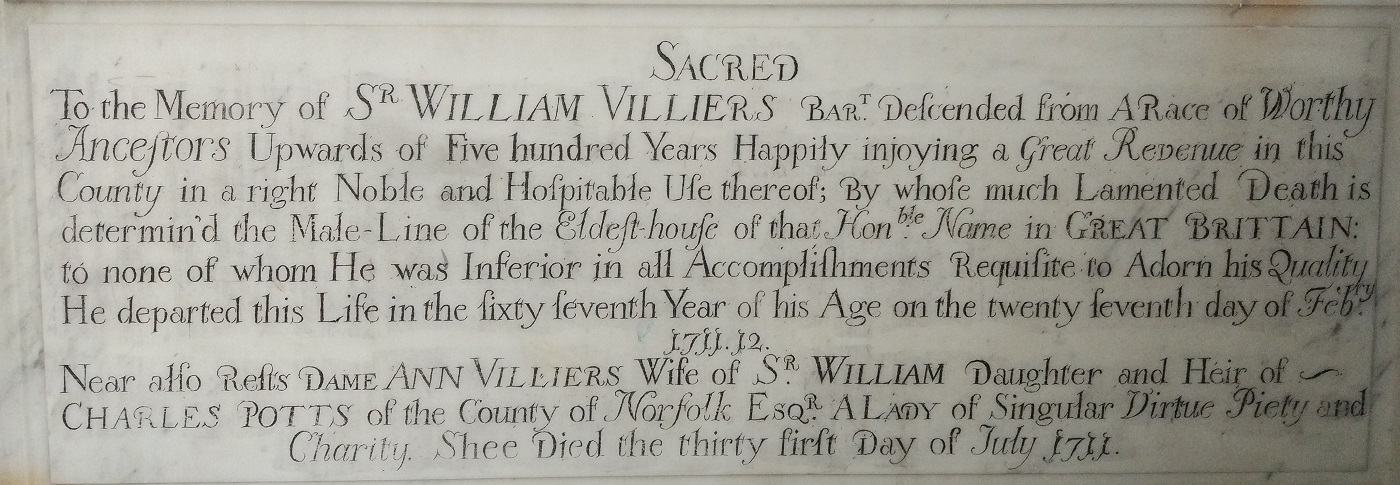 SACRED
To the Memory of Sᴿ WILLIAM VILLIERS BARᵀ. Deſcended from A Race of Worthy
Anceſtors Upwards of Five hundred Years Happily injoying a Great Revenue in this
County in a right Noble and Hoſpitable Uſe thereof; By whoſe much Lamented Death is
determin'd the Male-Line of the Eldeſt-houſe of that Honᵇˡᵉ. Name in GREAT BRITTAIN:
to none of whom He was Inferior in all Accompliſhments Requiſite to Adorn his Quality
He departed this Life in the ſixty ſeventh Year of his Age on the twenty ſeventh day of Febʳʸ.
1711.12.
Near alſo Reſts DAME ANN VILLIERS Wife of Sᴿ. WILLIAM Daughter and Heir of ~
CHARLES POTTS of the County of Norfolk ESQᴿ. A LADY of Singular Virtue Piety and
Charity. Shee Died the thirty firſt Day of July 1711.